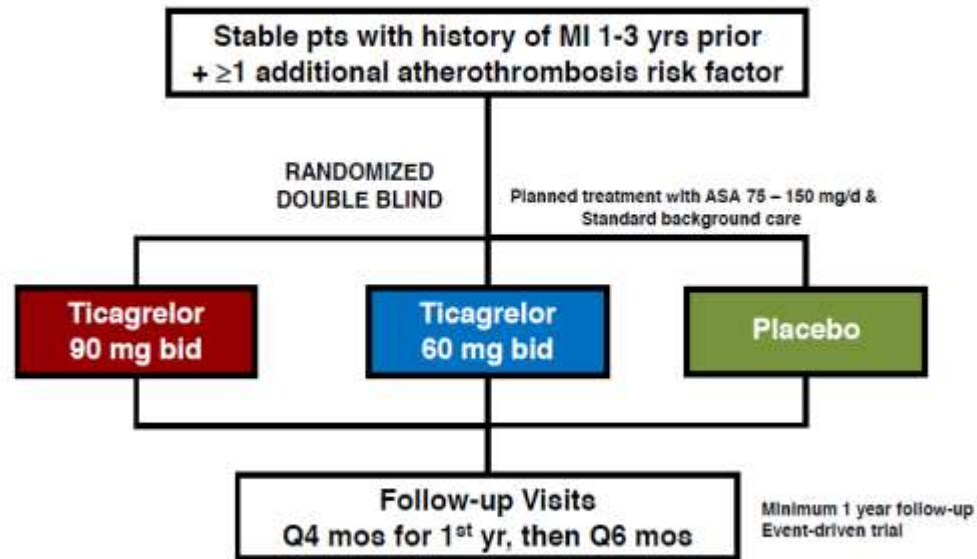 Stable pts with history of MI 1-3 yrs prior
+ ≥1 additional atherothrombosis risk factor
RANDOMIZED
DOUBLE BLIND
Planned treatment with ASA 75 – 150 mg/d &
Standard background care
Ticagrelor
90 mg bid
Ticagrelor
60 mg bid
Placebo
Follow-up Visits
Q4 mos for 1st yr, then Q6 mos
Minimum 1 year follow-up
Event-driven trial